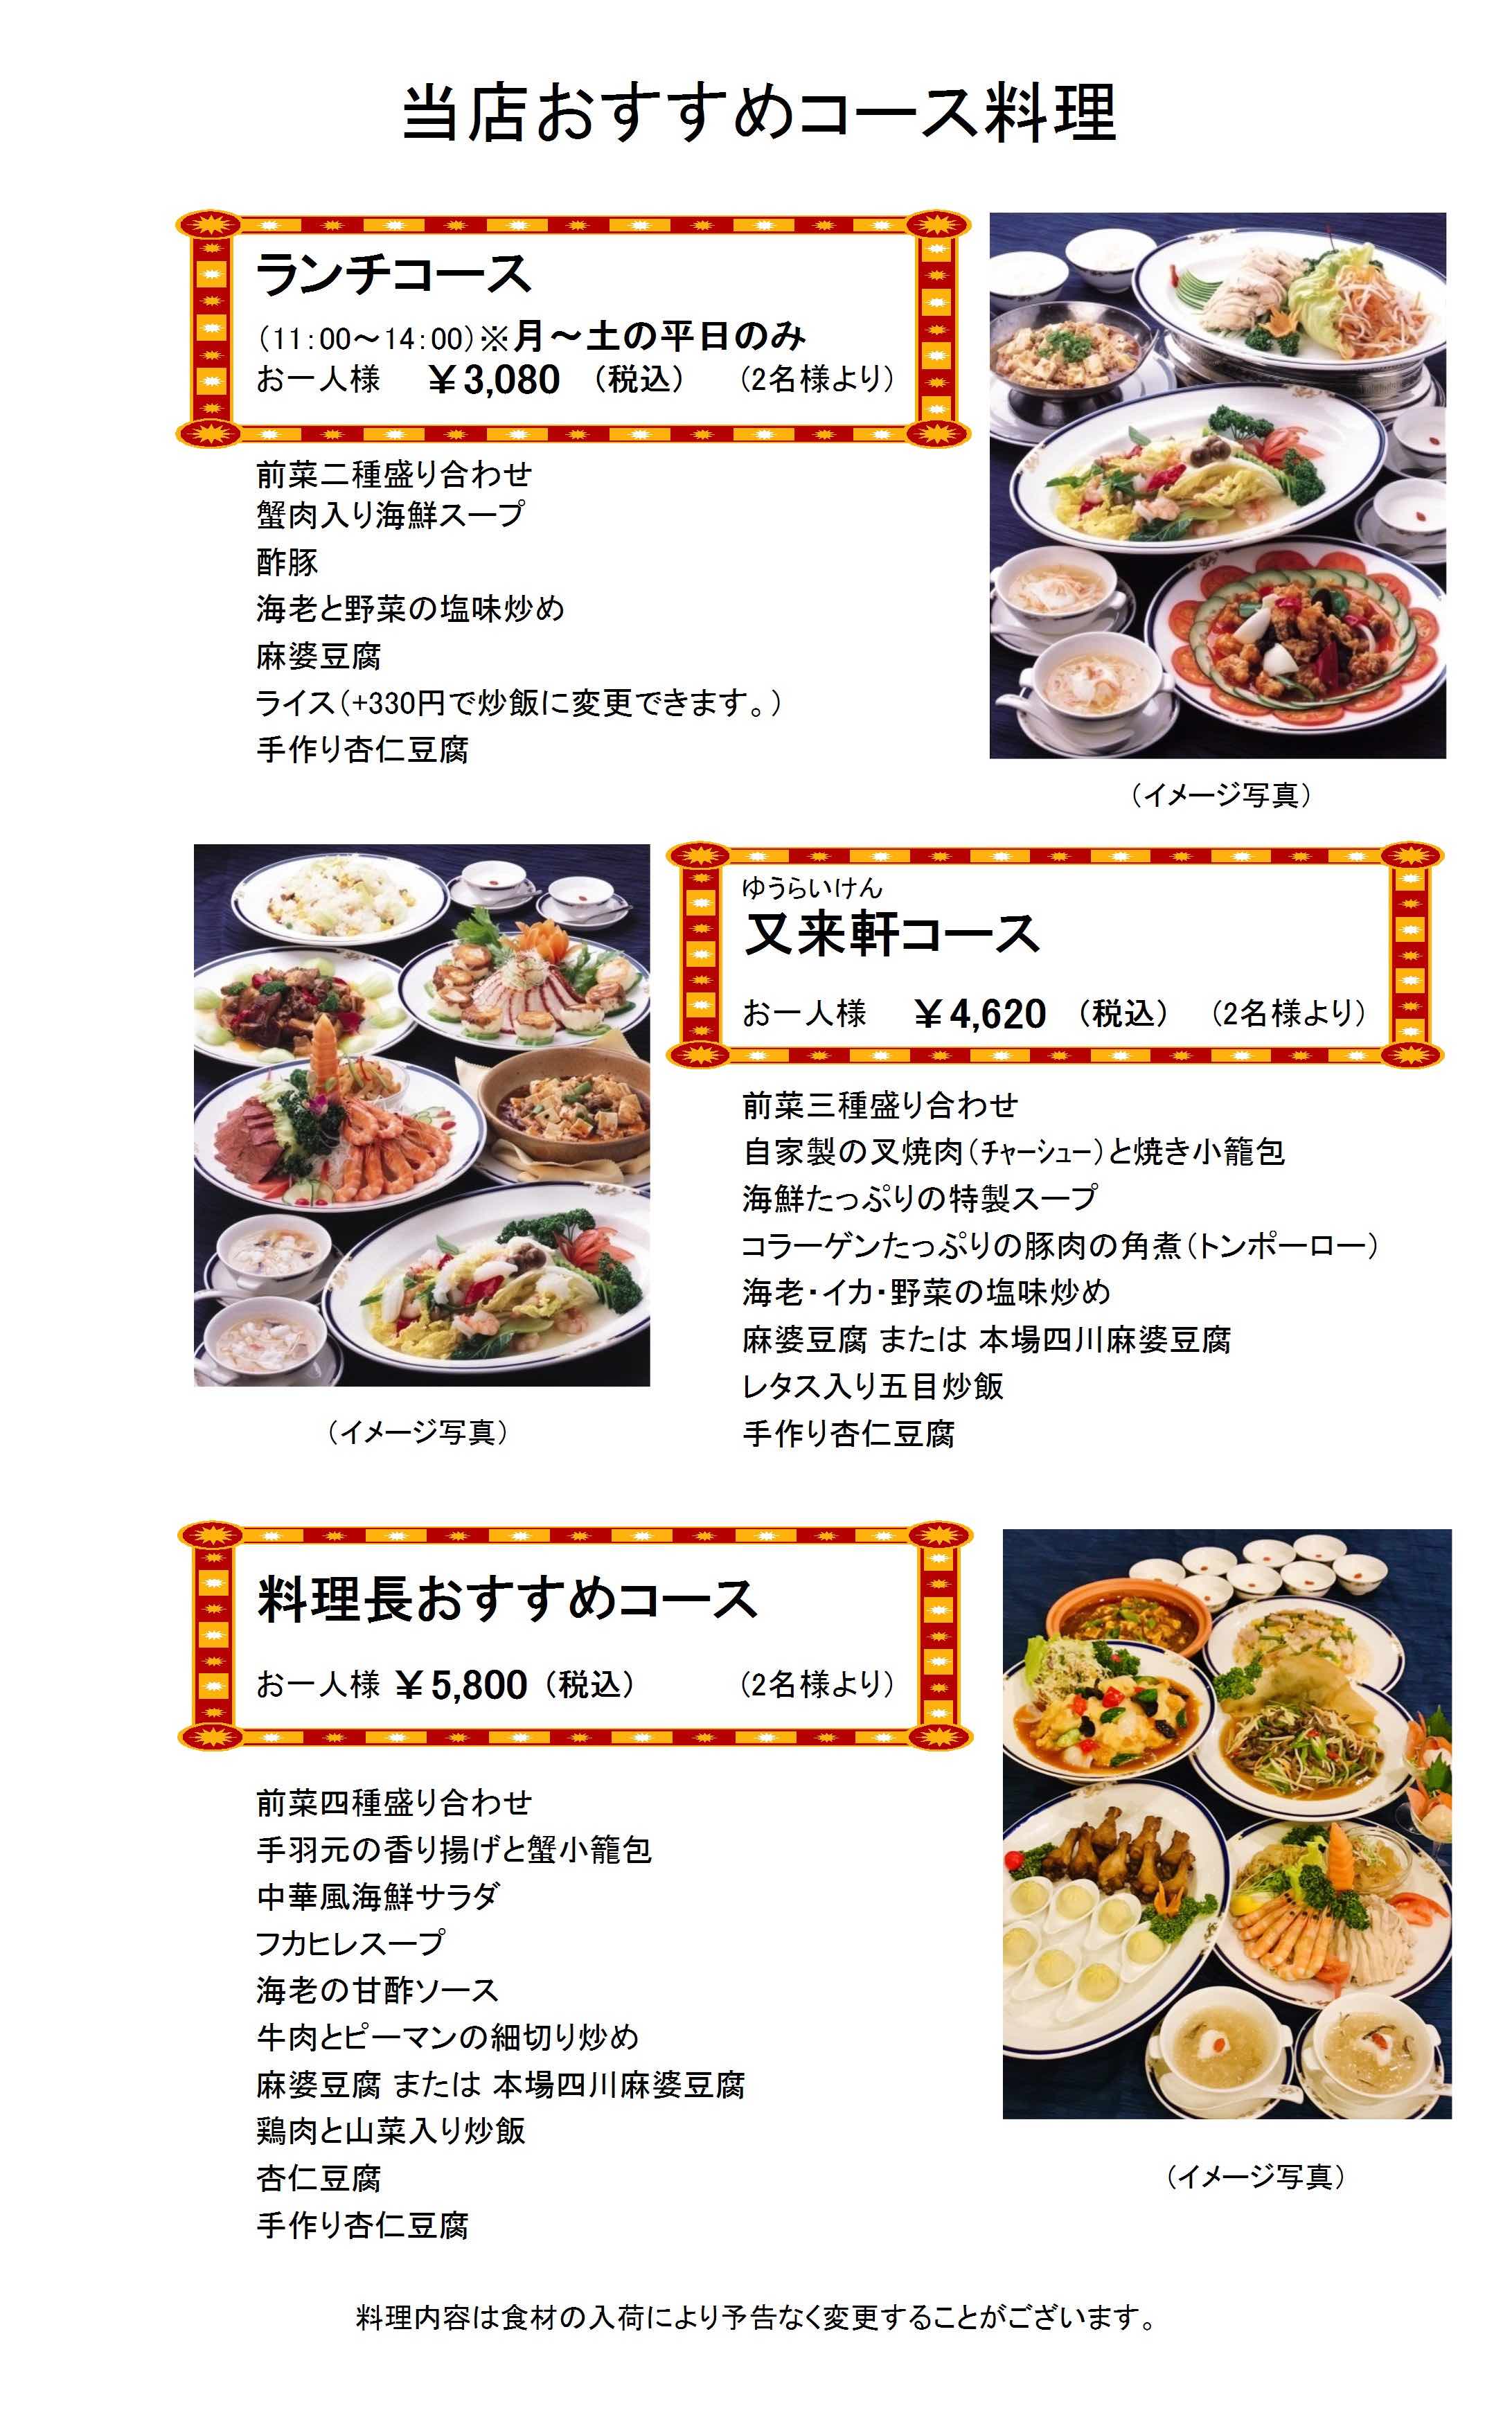 当店おすすめコース料理
ランチコース
（11：00～14：00）※月～土の平日のみ
お一人様　￥3,080　（税込）　（2名様より）
前菜二種盛り合わせ
蟹肉入り海鮮スープ
酢豚
海老と野菜の塩味炒め
麻婆豆腐
ライス（+330円で炒飯に変更できます。）
手作り杏仁豆腐
（イメージ写真）
ゆうらいけん
又来軒コース
お一人様　￥4,620　（税込）　（2名様より）
前菜三種盛り合わせ
自家製の叉焼肉（ﾁｬｰｼｭｰ）と焼き小籠包
海鮮たっぷりの特製スープ
コラーゲンたっぷりの豚肉の角煮（トンポーロー）
海老・イカ・野菜の塩味炒め
麻婆豆腐 または 本場四川麻婆豆腐
レタス入り五目炒飯
手作り杏仁豆腐
（イメージ写真）
料理長おすすめコース
お一人様 ￥5,800（税込）　（2名様より）
前菜四種盛り合わせ
手羽元の香り揚げと蟹小籠包
中華風海鮮サラダ
フカヒレスープ
海老の甘酢ソース
牛肉とピーマンの細切り炒め
麻婆豆腐 または 本場四川麻婆豆腐
鶏肉と山菜入り炒飯
杏仁豆腐
手作り杏仁豆腐
（イメージ写真）
料理内容は食材の入荷により予告なく変更することがございます。